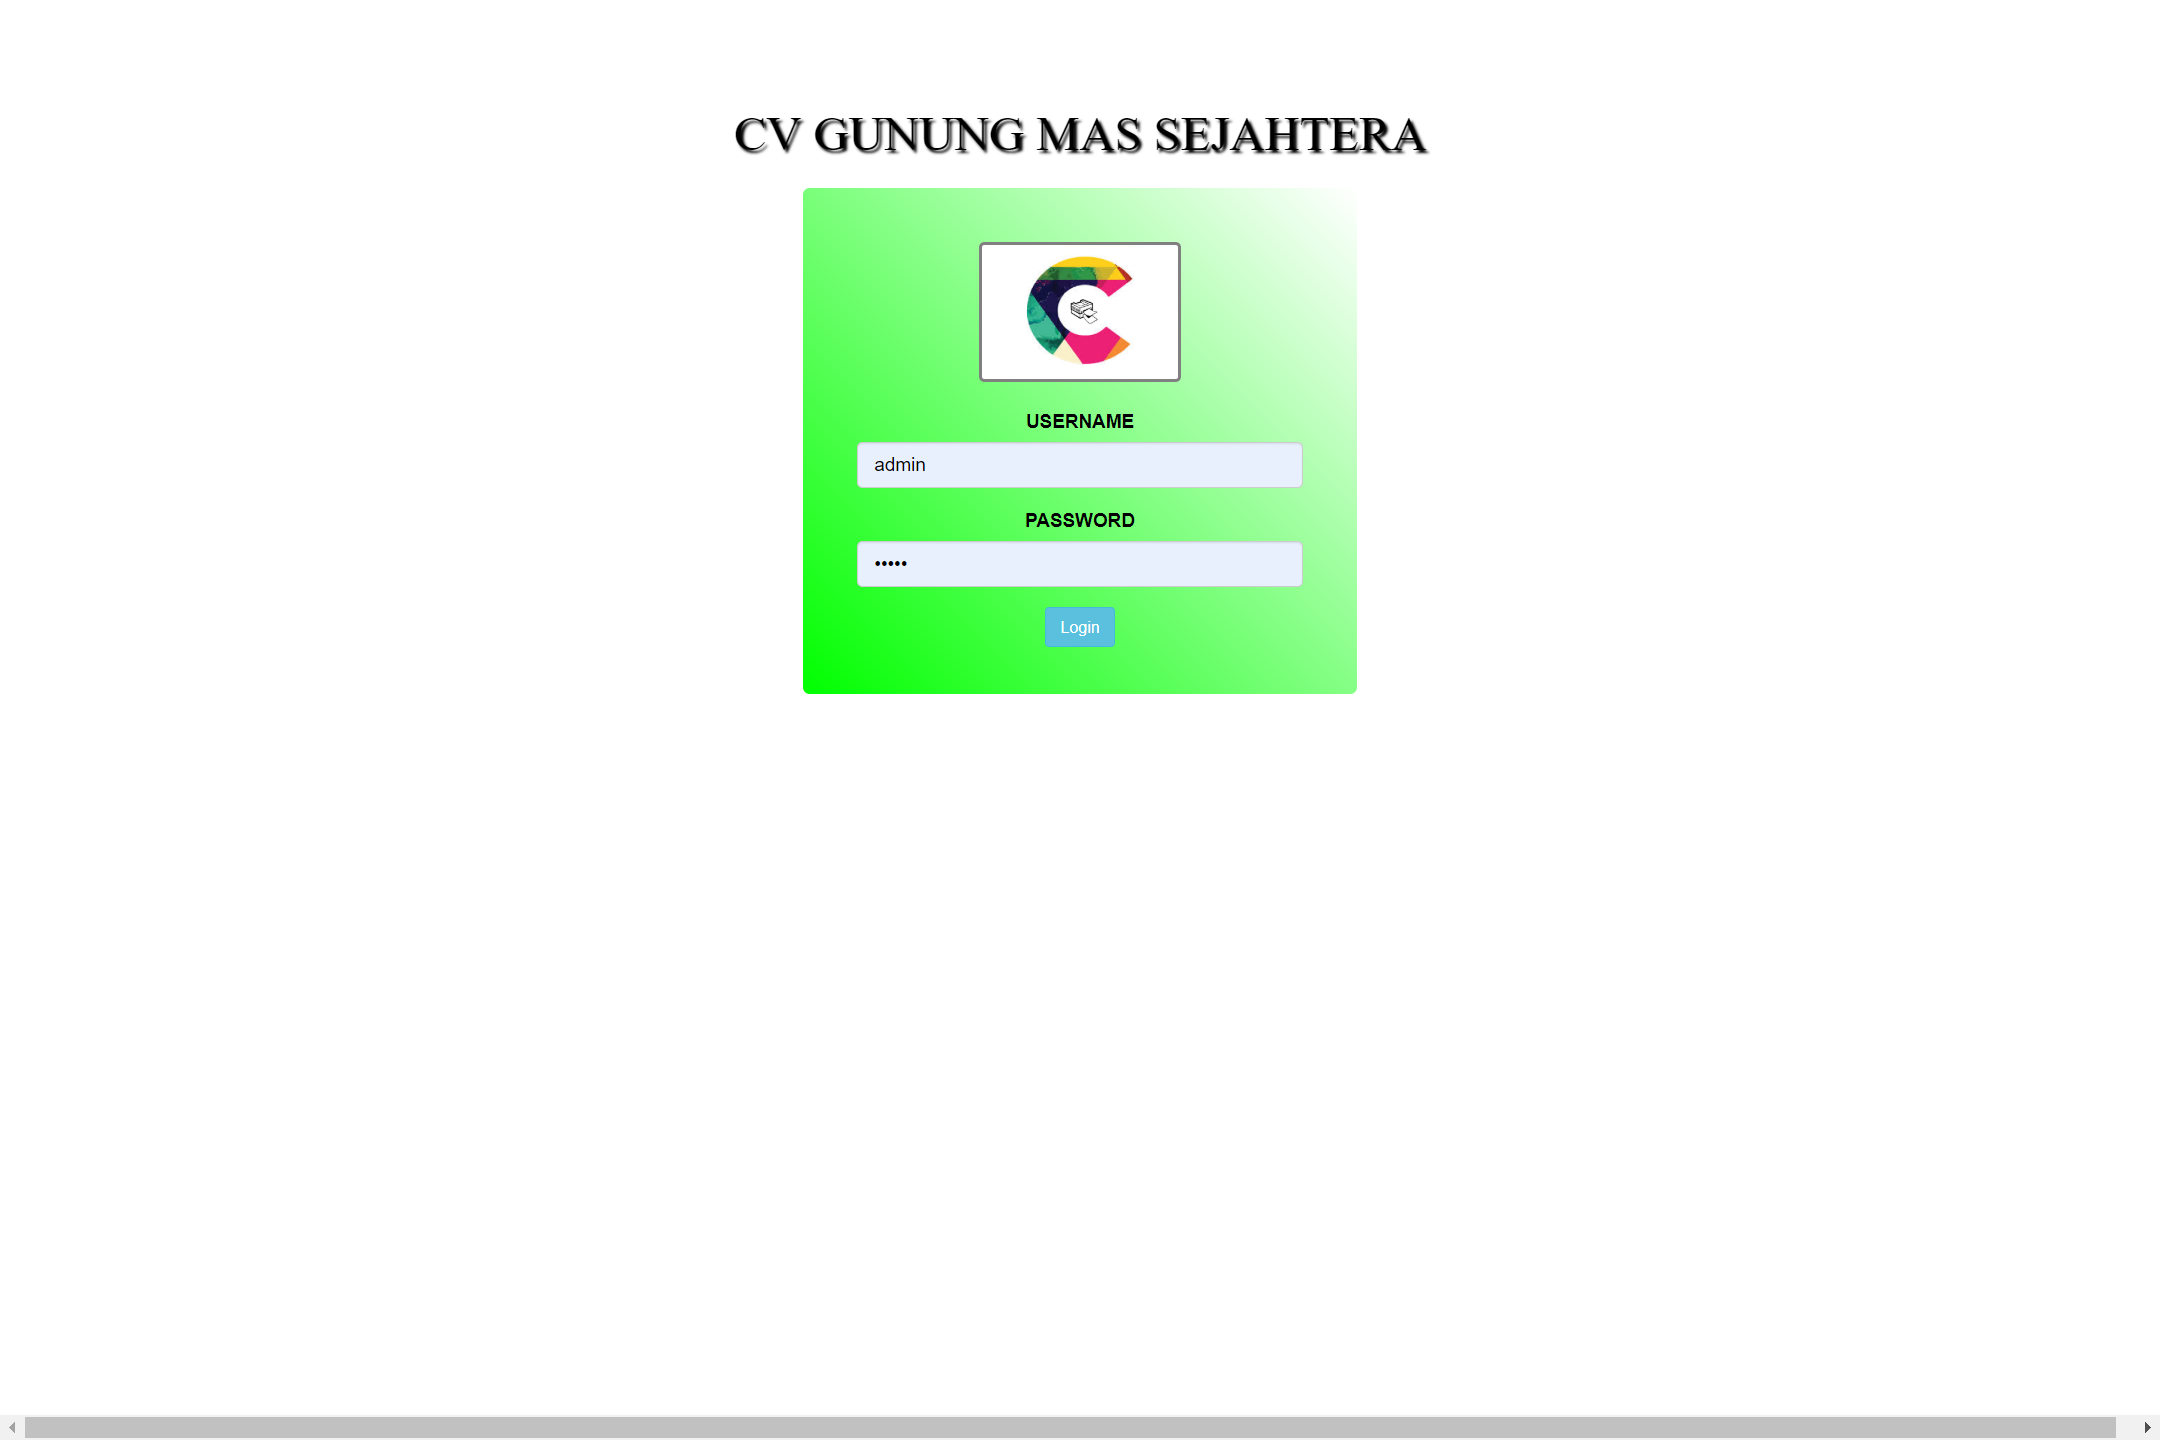 CV GUNUNG MAS SEJAHTERA
USERNAME
admin
PASSWORD
•••••
Login